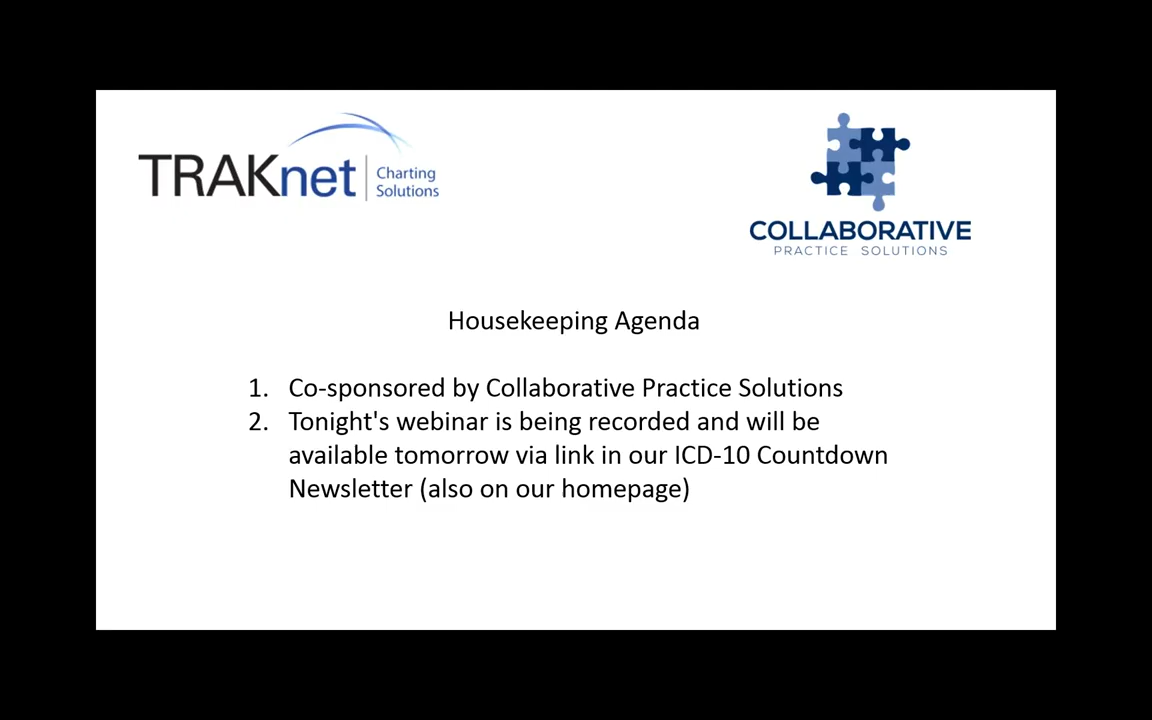 TRAKnet
Charting
Solutions
COLLABORATIVE
PRACTICE SOLUTIONS
Housekeeping Agenda
1. Co-sponsored by Collaborative Practice Solutions
2. Tonight's webinar is being recorded and will be
available tomorrow via link in our ICD-10 Countdown
Newsletter (also on our homepage)